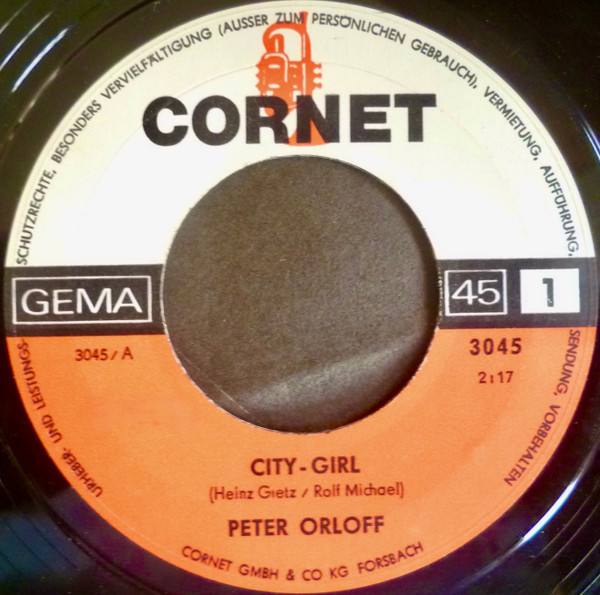 URHEBER- UND LEISTUNGS-
SCHUTZRECHTE, BESONDERS VERVIELFÄLTIGUNG (AUSSER ZUM PERSÖNLICHEN GEBRAUCH), VERMIETUNG, AUFFÜHRUNG,
SENDUNG, VORBEHALTEN
CORNET
GEMA
45
1
3045/A
3045
2:17
CITY-GIRL
(Heinz Gietz / Rolf Michael)
PETER ORLOFF
CORNET GMBH & CO KG FORSBACH